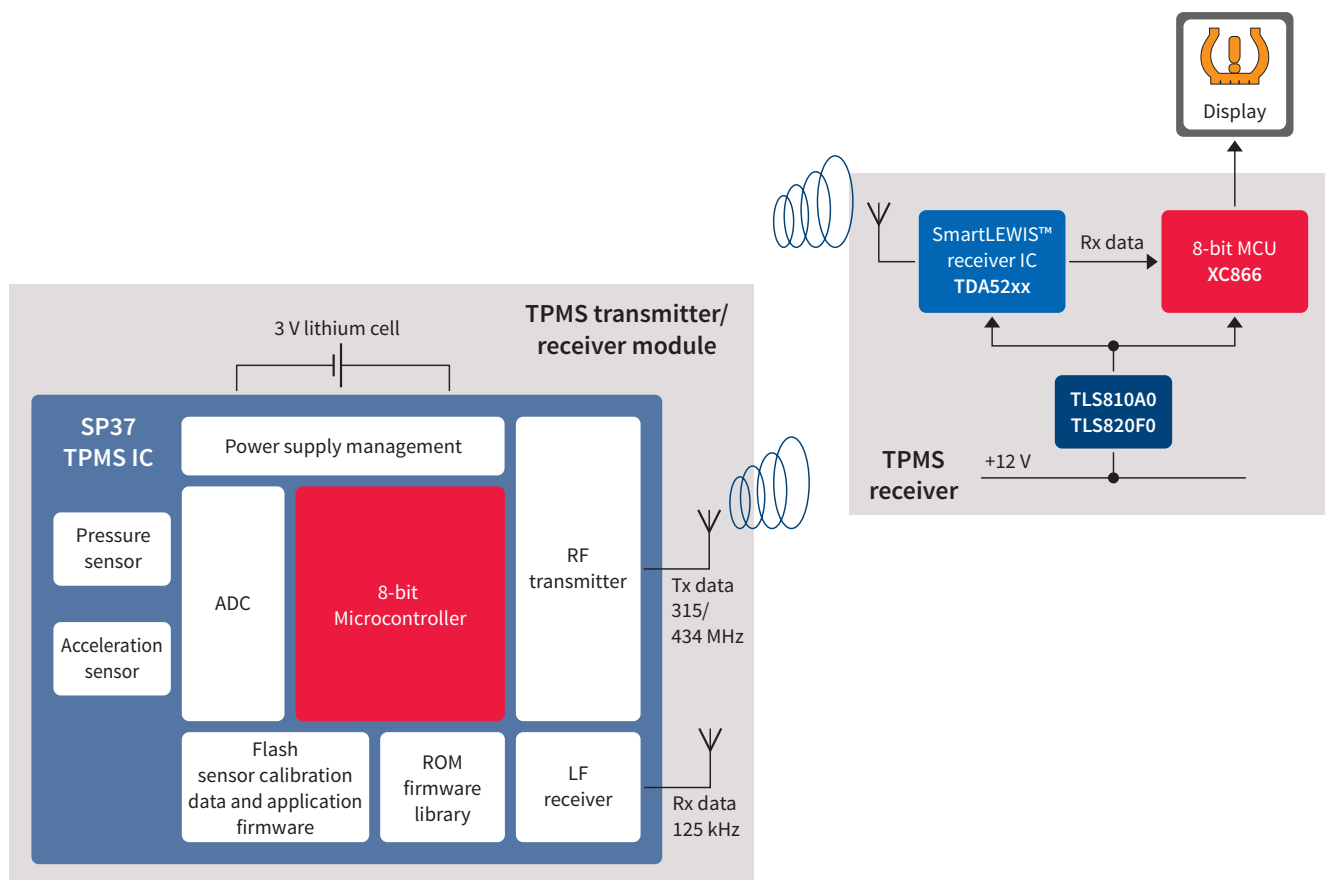 Display
SmartLEWIS™
receiver IC
TDA52xx
Rx data
8-bit MCU
XC866
TLS810A0
TLS820F0
TPMS
receiver
+12 V
TPMS transmitter/
receiver module
3 V lithium cell
SP37
TPMS IC
Power supply management
Pressure
sensor
Acceleration
sensor
ADC
8-bit
Microcontroller
RF
transmitter
Tx data
315/
434 MHz
Flash
sensor calibration
data and application
firmware
ROM
firmware
library
LF
receiver
Rx data
125 kHz